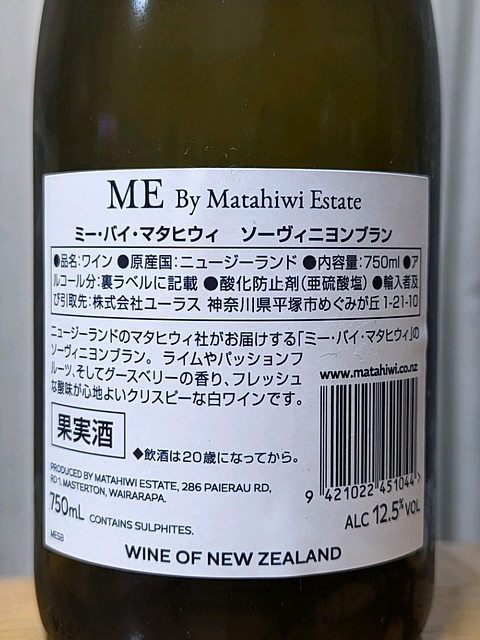 ME By Matahiwi Estate
ミー・バイ・マタヒウィ ソーヴィニヨンブラン
●品名:ワイン ●原産国:ニュージーランド ●内容量:750ml ●ア
ルコール分:裏ラベルに記載 ●酸化防止剤(亜硫酸塩) ●輸入者及
び引取先:株式会社ユーラス 神奈川県平塚市めぐみが丘 1-21-10
ニュージーランドのマタヒウィ社がお届けする「ミー・バイ・マタヒウィ」の
ソーヴィニヨンブラン。ライムやパッションフ
ルーツ、そしてグースベリーの香り、フレッシュ
な酸味が心地よいクリスピーな白ワインです。
www.matahiwi.co.nz
果実酒
◆飲酒は20歳になってから。
PRODUCED BY MATAHIWI ESTATE, 286 PAIERAU RD,
RD 1. MASTERTON, WAIRARAPA.
9 421022 451044
750mL CONTAINS SULPHITES.
ALC 12.5% VOL
MESB
WINE OF NEW ZEALAND